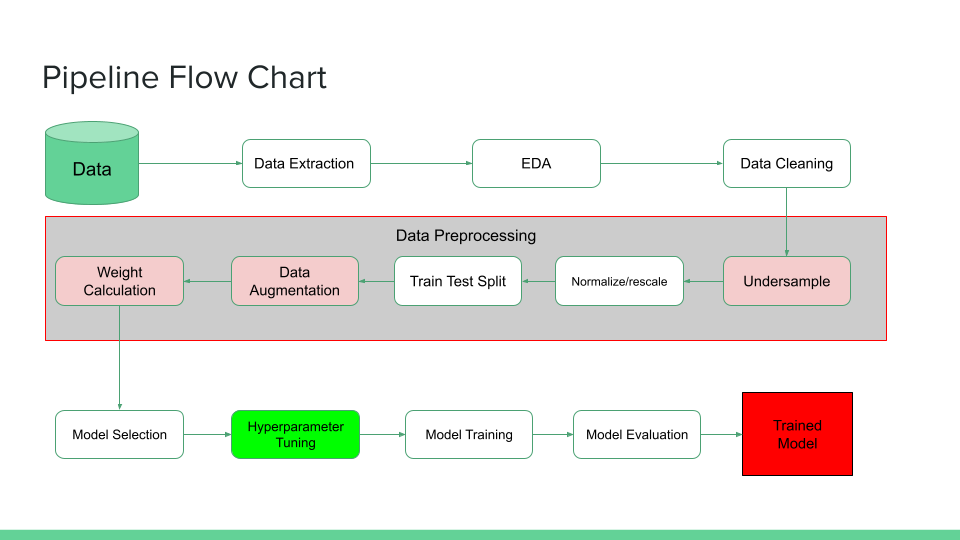 Pipeline Flow Chart
Data
Data Extraction
EDA
Data Cleaning
Data Preprocessing
Weight
Calculation
Data
Augmentation
Train Test Split
Normalize/rescale
Undersample
Model Selection
Hyperparameter
Tuning
Model Training
Model Evaluation
Trained
Model